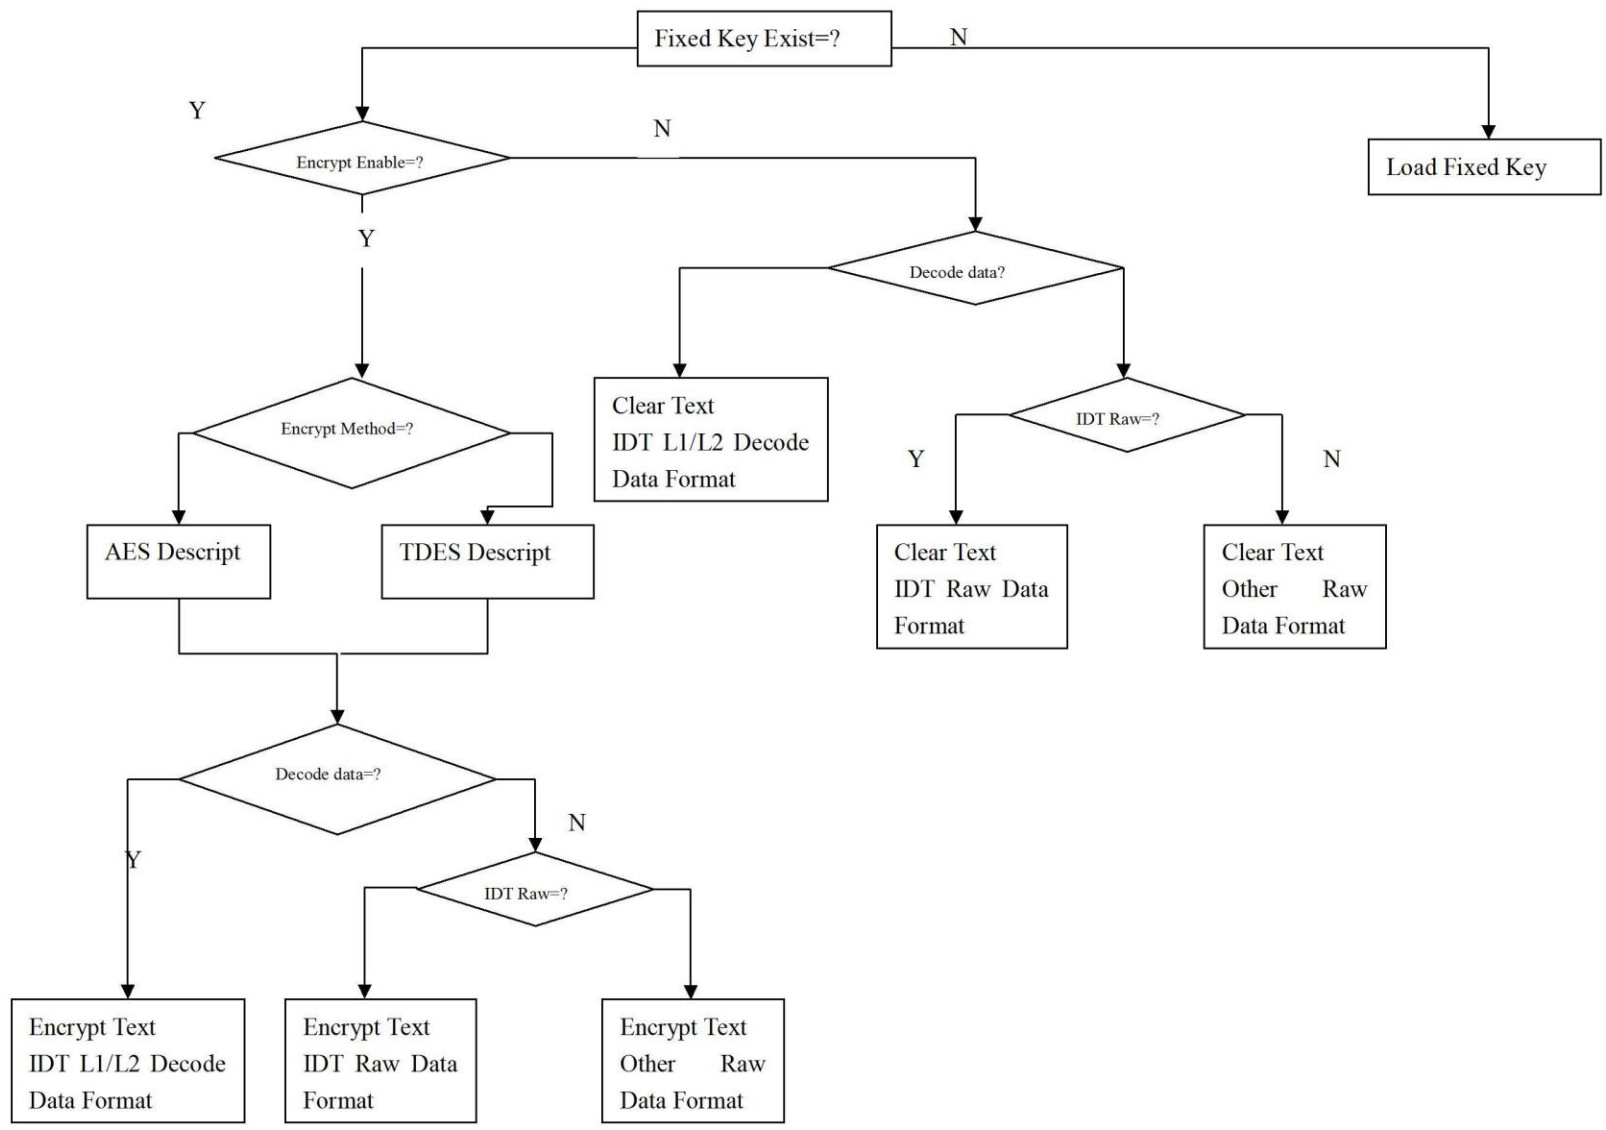 Fixed Key Exist=?
N
Y
N
Encrypt Enable=?
Load Fixed Key
Y
Decode data?
Clear Text
IDT L1/L2 Decode
Data Format
IDT Raw=?
Encrypt Method=?
Y
N
AES Descript
TDES Descript
Clear Text
IDT Raw Data
Format
Clear Text
Other Raw
Data Format
Decode data=?
N
Y
IDT Raw=?
Encrypt Text
IDT L1/L2 Decode
Data Format
Encrypt Text
IDT Raw Data
Format
Encrypt Text
Other Raw
Data Format